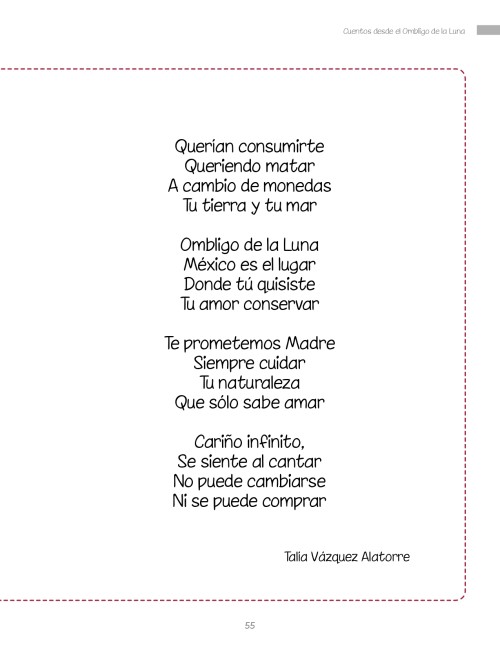 Cuentos desde el Ombligo de la Luna
Querían consumirte
Queriendo matar
A cambio de monedas
Tu tierra y tu mar
Ombligo de la Luna
México es el lugar
Donde tú quisiste
Tu amor conservar
Te prometemos Madre
Siempre cuidar
Tu naturaleza
Que sólo sabe amar
Cariño infinito,
Se siente al cantar
No puede cambiarse
Ni se puede comprar
Talía Vázquez Alatorre
55